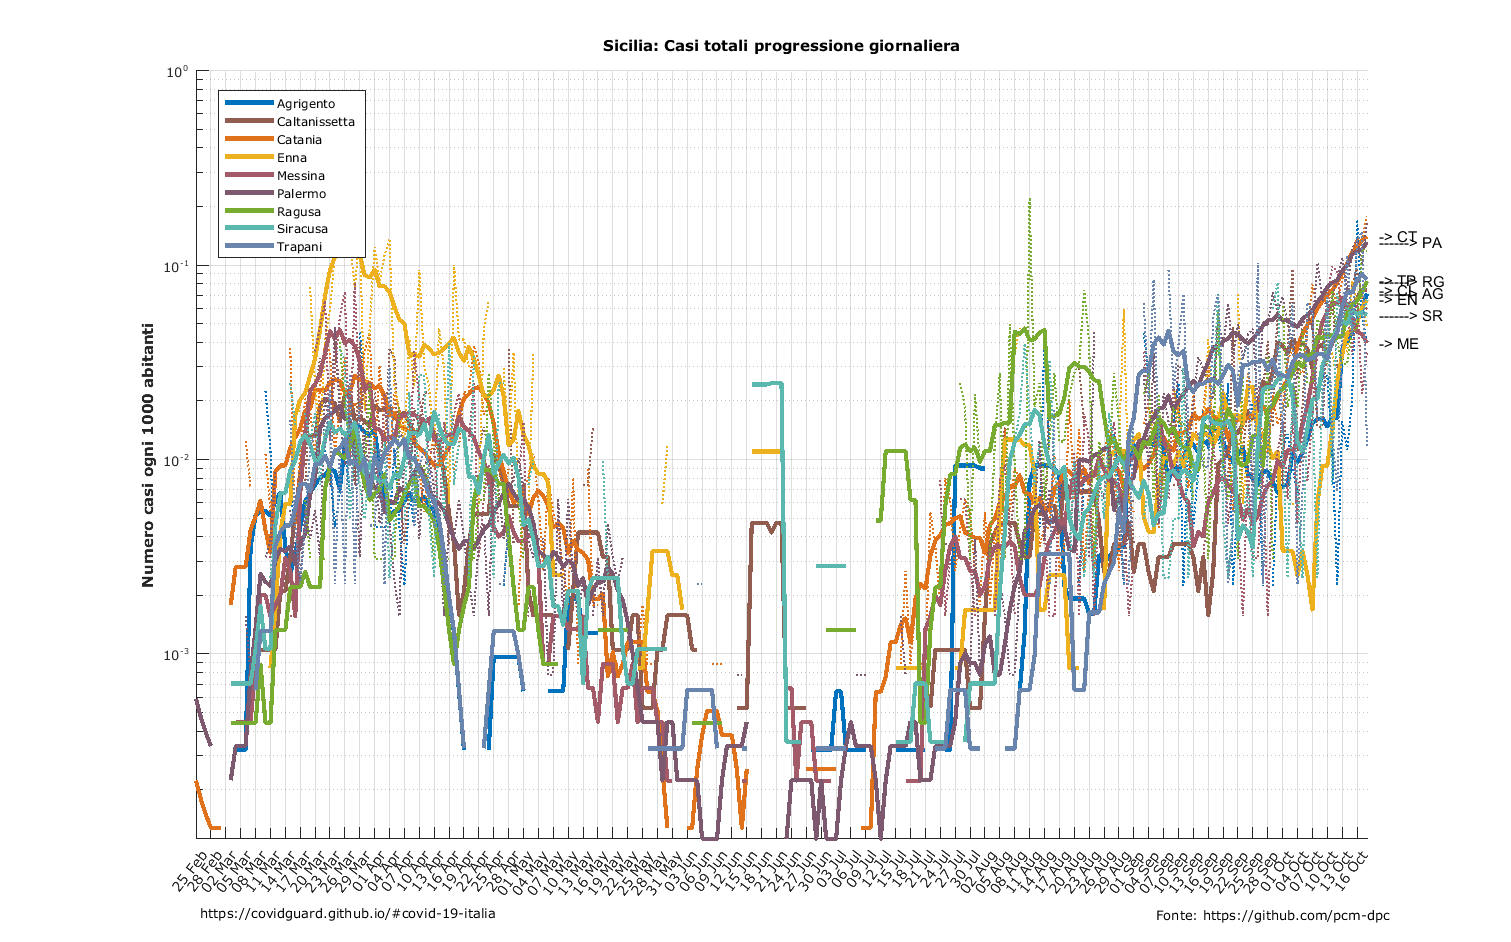 Sicilia: Casi totali progressione giornaliera
Numero casi ogni 1000 abitanti
10^0
10^-1
10^-2
10^-3
Agrigento
Caltanissetta
Catania
Enna
Messina
Palermo
Ragusa
Siracusa
Trapani
-> CT
------> PA
-> TP
------> RG
-> CL
------> AG
-> EN
------> SR
-> ME
25 Feb
28 Feb
02 Mar
05 Mar
08 Mar
11 Mar
14 Mar
17 Mar
20 Mar
23 Mar
26 Mar
29 Mar
01 Apr
04 Apr
07 Apr
10 Apr
13 Apr
16 Apr
19 Apr
22 Apr
25 Apr
28 Apr
01 May
04 May
07 May
10 May
13 May
16 May
19 May
22 May
25 May
28 May
31 May
03 Jun
06 Jun
09 Jun
12 Jun
15 Jun
18 Jun
21 Jun
24 Jun
27 Jun
30 Jun
03 Jul
06 Jul
09 Jul
12 Jul
15 Jul
18 Jul
21 Jul
24 Jul
27 Jul
30 Jul
02 Aug
05 Aug
08 Aug
11 Aug
14 Aug
17 Aug
20 Aug
23 Aug
26 Aug
29 Aug
01 Sep
04 Sep
07 Sep
10 Sep
13 Sep
16 Sep
19 Sep
22 Sep
25 Sep
28 Sep
01 Oct
04 Oct
07 Oct
10 Oct
13 Oct
16 Oct
https://covidguard.github.io/#covid-19-italia
Fonte: https://github.com/pcm-dpc